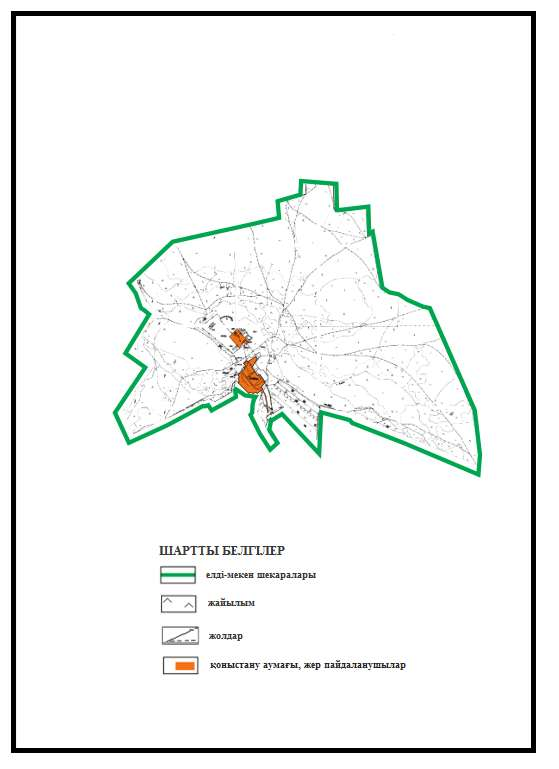 ШАРТТЫ БЕЛГІЛЕР
елді-мекен шекаралары
жайылым
жолдар
қоныстану аумағы, жер пайдаланушылар